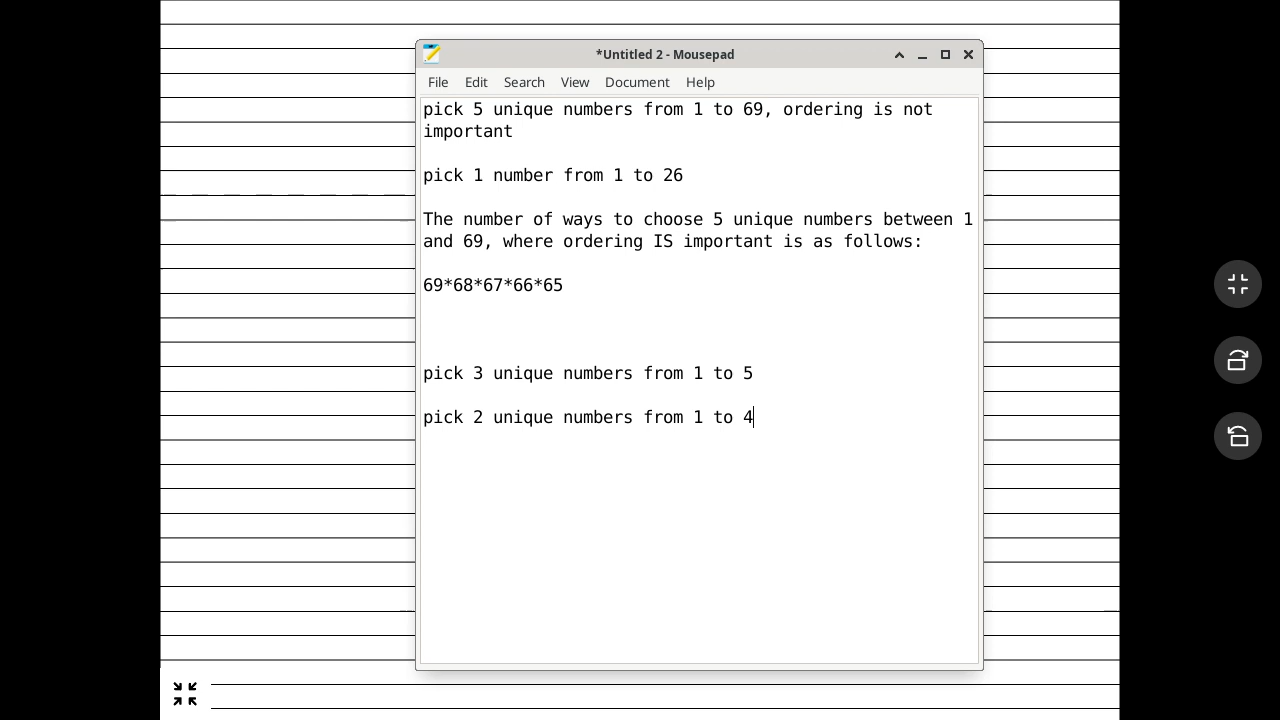 *Untitled 2 - Mousepad
File Edit Search View Document Help
pick 5 unique numbers from 1 to 69, ordering is not
important
pick 1 number from 1 to 26
The number of ways to choose 5 unique numbers between 1
and 69, where ordering IS important is as follows:
69*68*67*66*65
pick 3 unique numbers from 1 to 5
pick 2 unique numbers from 1 to 4